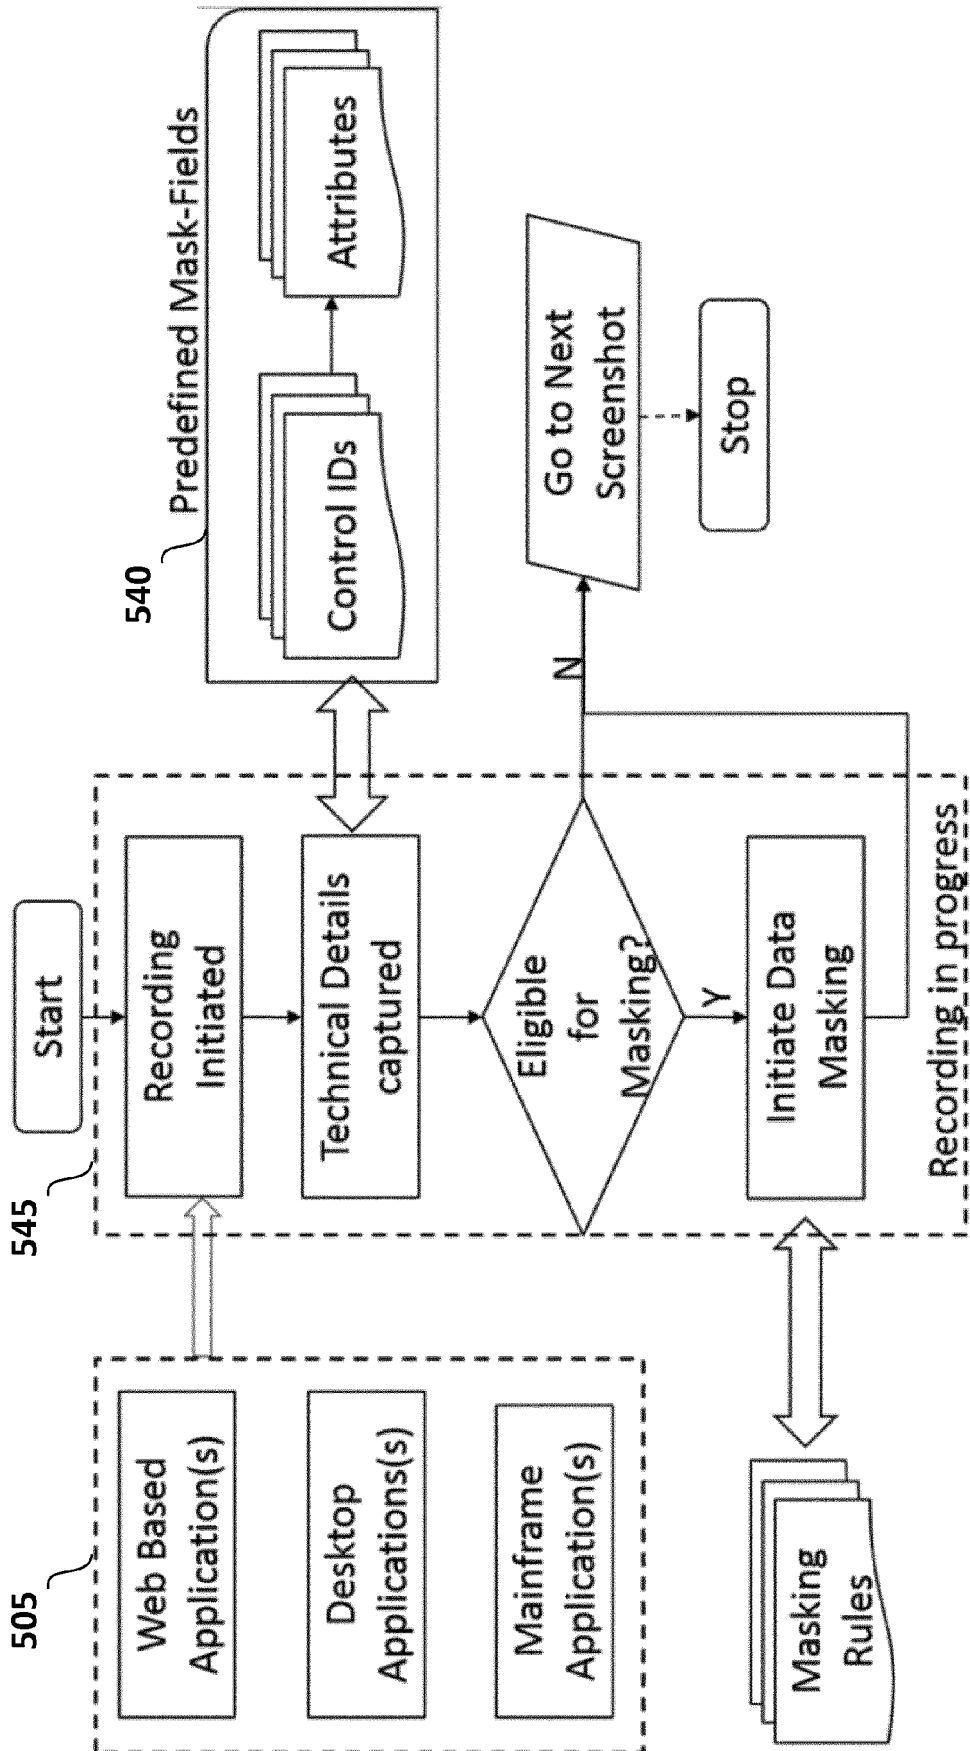 505
Web Based
Application(s)
Desktop
Applications(s)
Mainframe
Application(s)
Masking
Rules
545
Start
Recording
Initiated
Technical Details
captured
Eligible
for
Masking?
Y
Initiate Data
Masking
Recording in progress
N
540
Predefined Mask-Fields
Control IDs
Attributes
Go to Next
Screenshot
Stop